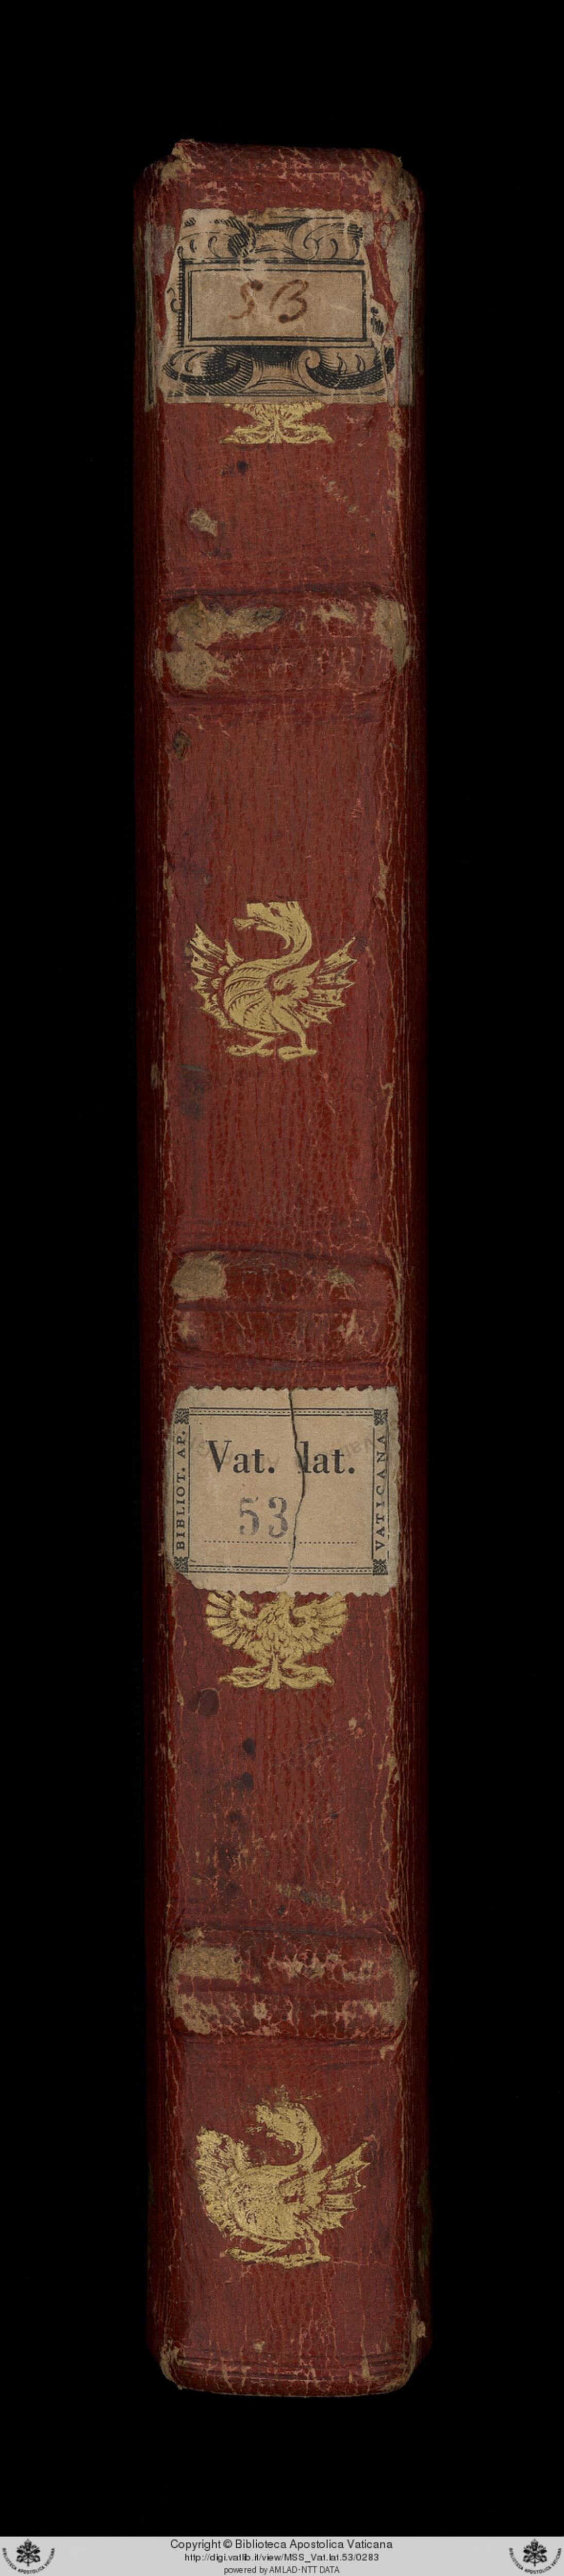 53
BIBLIOT. AP.
Vat. lat.
53
VATICANA
Copyright © Biblioteca Apostolica Vaticana
http://digi.vatlib.it/view/MSS_Vat.lat.53/0283
powered by AMLAD-NTT DATA